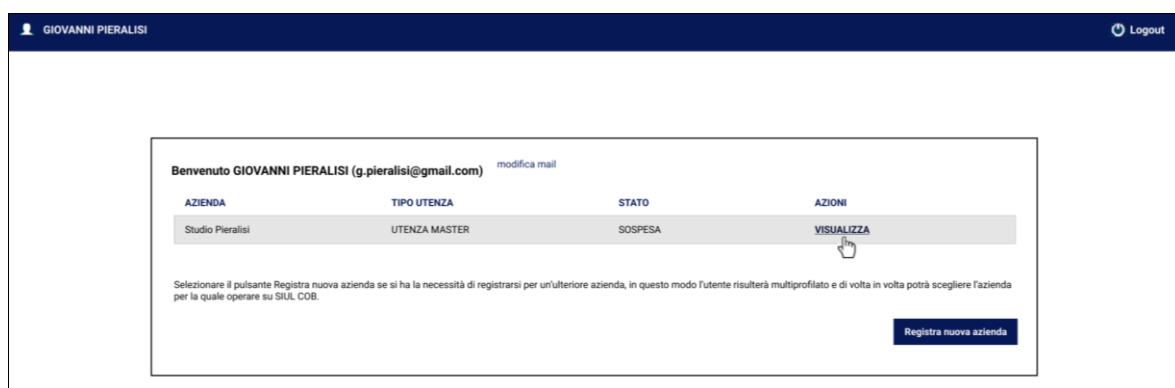 GIOVANNI PIERALISI Logout
Benvenuto GIOVANNI PIERALISI (g.pieralisi@gmail.com) modifica mail
AZIENDA TIPO UTENZA STATO AZIONI
Studio Pieralisi UTENZA MASTER SOSPESA VISUALIZZA
Selezionare il pulsante Registra nuova azienda se si ha la necessità di registrarsi per un'ulteriore azienda, in questo modo l'utente risulterà multiprofilato e di volta in volta potrà scegliere l'azienda
per la quale operare su SIUL COB.
Registra nuova azienda